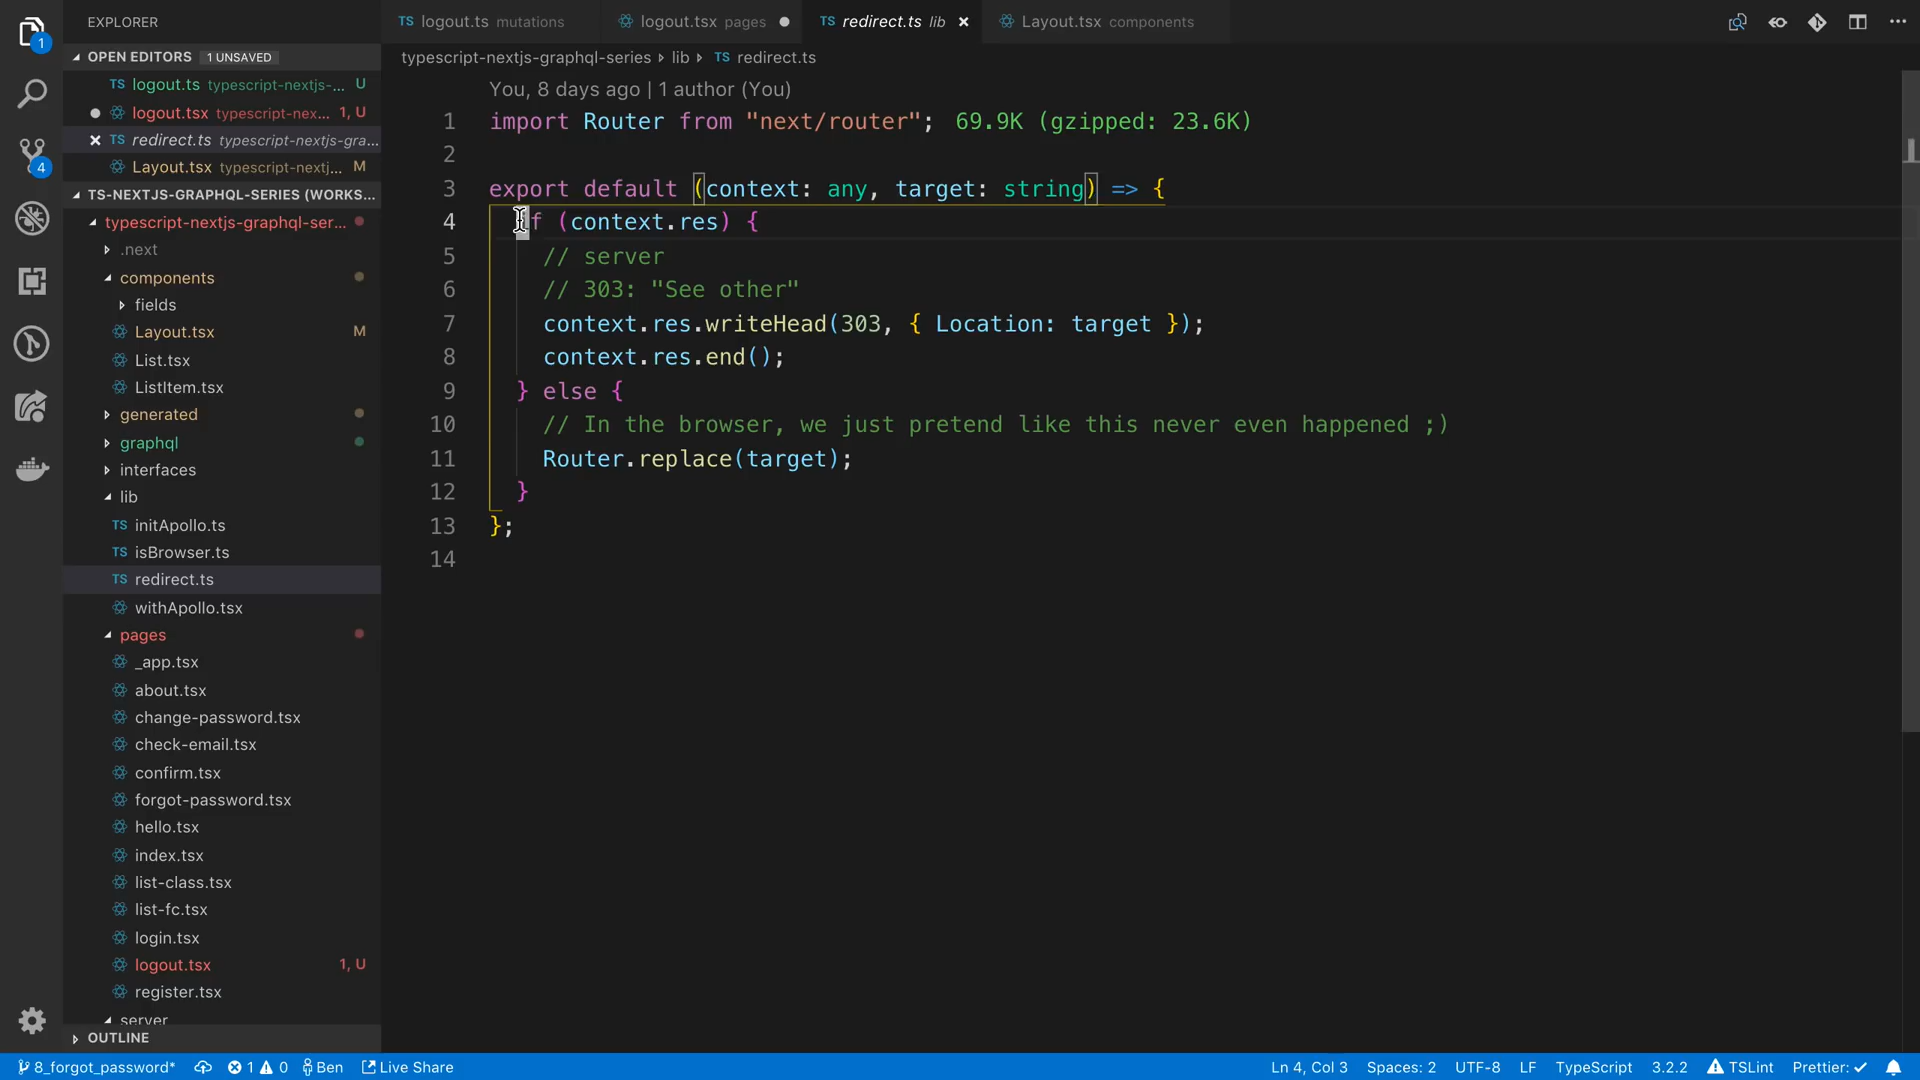 EXPLORER
OPEN EDITORS 1 UNSAVED
TS logout.ts typescript-nextjs-... U
logout.tsx typescript-nex... 1, U
redirect.ts typescript-nextjs-gra...
Layout.tsx typescript-nextj... M
TS-NEXTJS-GRAPHQL-SERIES (WORKS...
typescript-nextjs-graphql-ser...
.next
components
fields
Layout.tsx M
List.tsx
ListItem.tsx
generated
graphql
interfaces
lib
TS initApollo.ts
TS isBrowser.ts
TS redirect.ts
withApollo.tsx
pages
_app.tsx
about.tsx
change-password.tsx
check-email.tsx
confirm.tsx
forgot-password.tsx
hello.tsx
index.tsx
list-class.tsx
list-fc.tsx
login.tsx
logout.tsx 1, U
register.tsx
server
OUTLINE
1
4
TS logout.ts mutations logout.tsx pages TS redirect.ts lib Layout.tsx components
typescript-nextjs-graphql-series lib TS redirect.ts
You, 8 days ago | 1 author (You)
1 import Router from "next/router"; 69.9K (gzipped: 23.6K)
2
3 export default (context: any, target: string) => {
4 if (context.res) {
5 // server
6 // 303: "See other"
7 context.res.writeHead(303, { Location: target });
8 context.res.end();
9 } else {
10 // In the browser, we just pretend like this never even happened ;)
11 Router.replace(target);
12 }
13 };
14
8_forgot_password* 1 0 Ben Live Share Ln 4, Col 3 Spaces: 2 UTF-8 LF TypeScript 3.2.2 TSLint Prettier: ✓